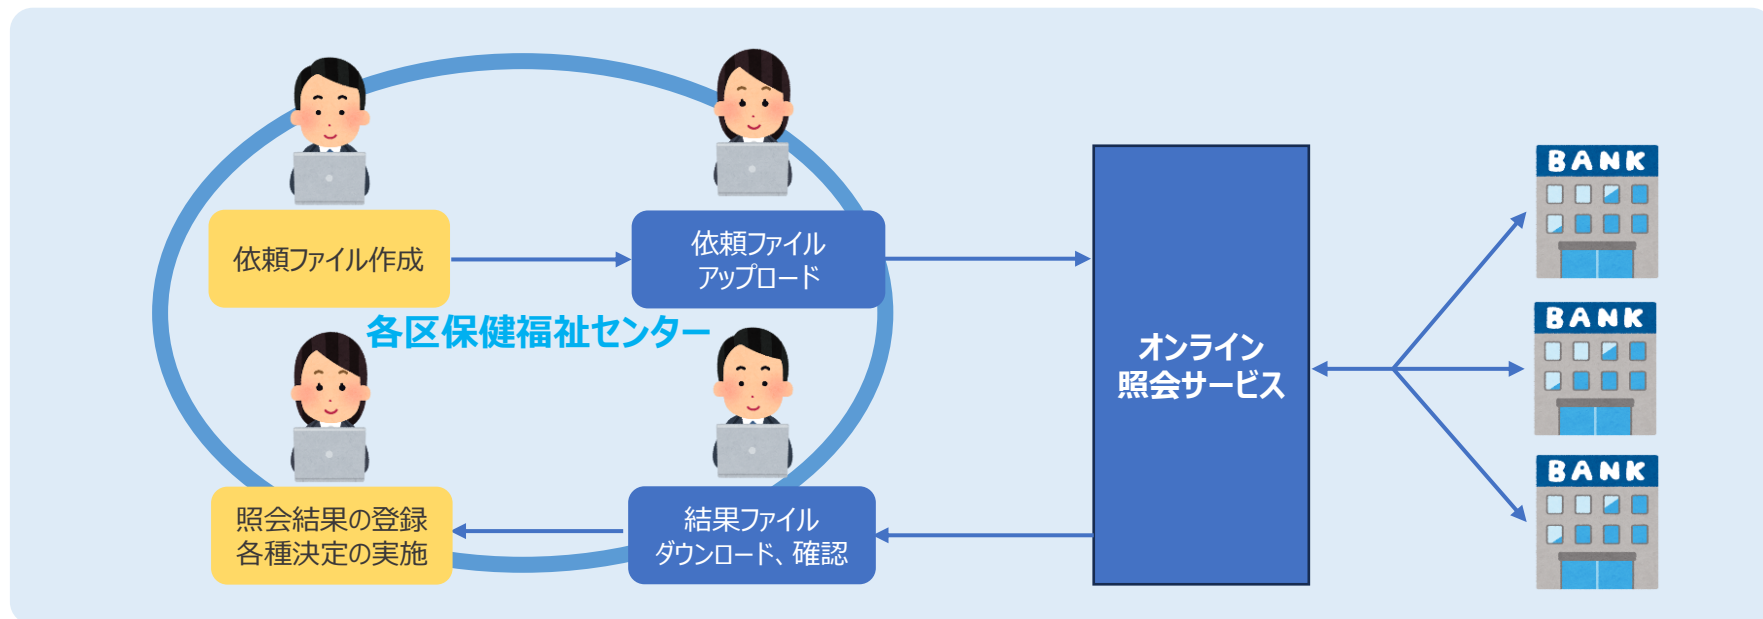 BANK
依頼ファイル作成
依頼ファイル
アップロード
各区保健福祉センター
オンライン
照会サービス
BANK
照会結果の登録
各種決定の実施
結果ファイル
ダウンロード、確認
BANK